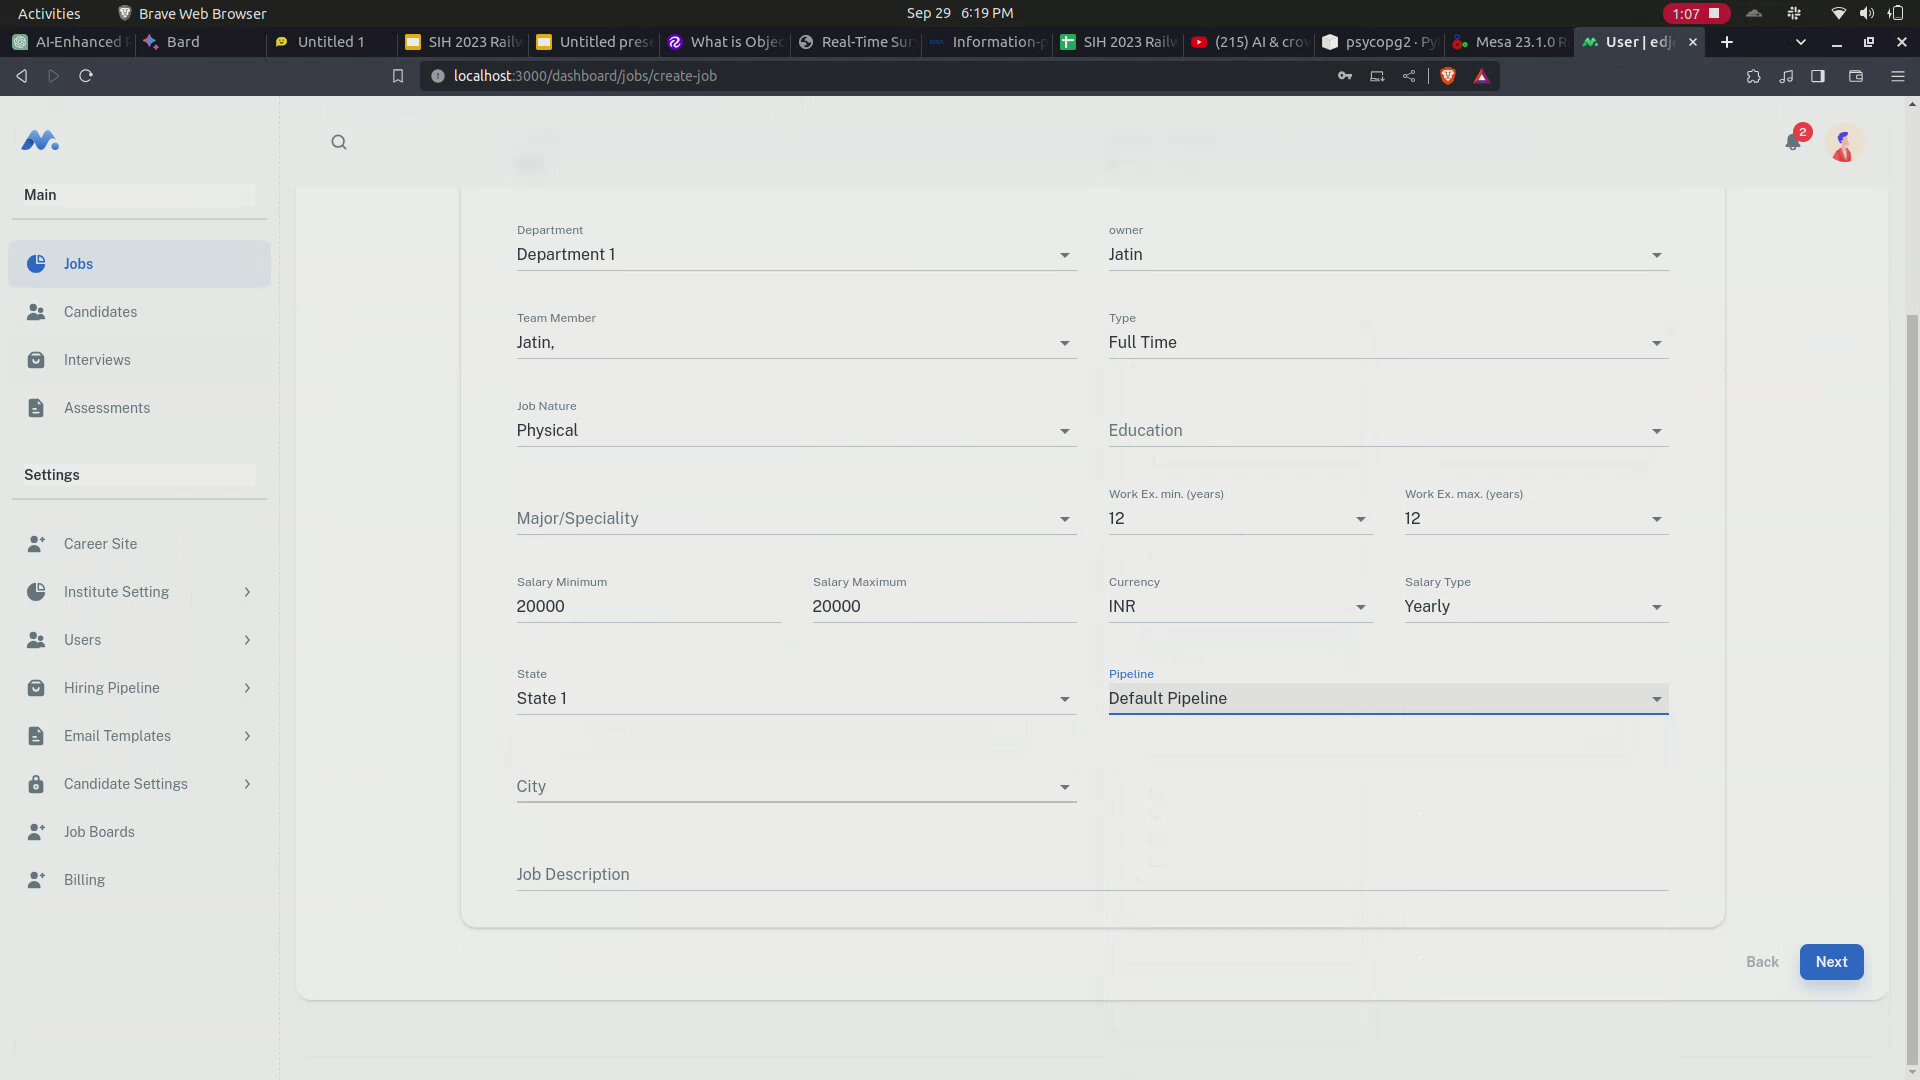 Activities
Brave Web Browser
Sep 29 6:19 PM
1:07
AI-Enhanced
Bard
Untitled 1
SIH 2023 Railw
Untitled prese
What is Objec
Real-Time Sur
Information-p
SIH 2023 Railw
(215) AI & crow
psycopg2 · Py
Mesa 23.1.0 R
User | edj
localhost:3000/dashboard/jobs/create-job
2
Main
Jobs
Candidates
Interviews
Assessments
Settings
Career Site
Institute Setting
Users
Hiring Pipeline
Email Templates
Candidate Settings
Job Boards
Billing
Department
Department 1
owner
Jatin
Team Member
Jatin,
Type
Full Time
Job Nature
Physical
Education
Major/Speciality
Work Ex. min. (years)
12
Work Ex. max. (years)
12
Salary Minimum
20000
Salary Maximum
20000
Currency
INR
Salary Type
Yearly
State
State 1
Pipeline
Default Pipeline
City
Job Description
Back
Next